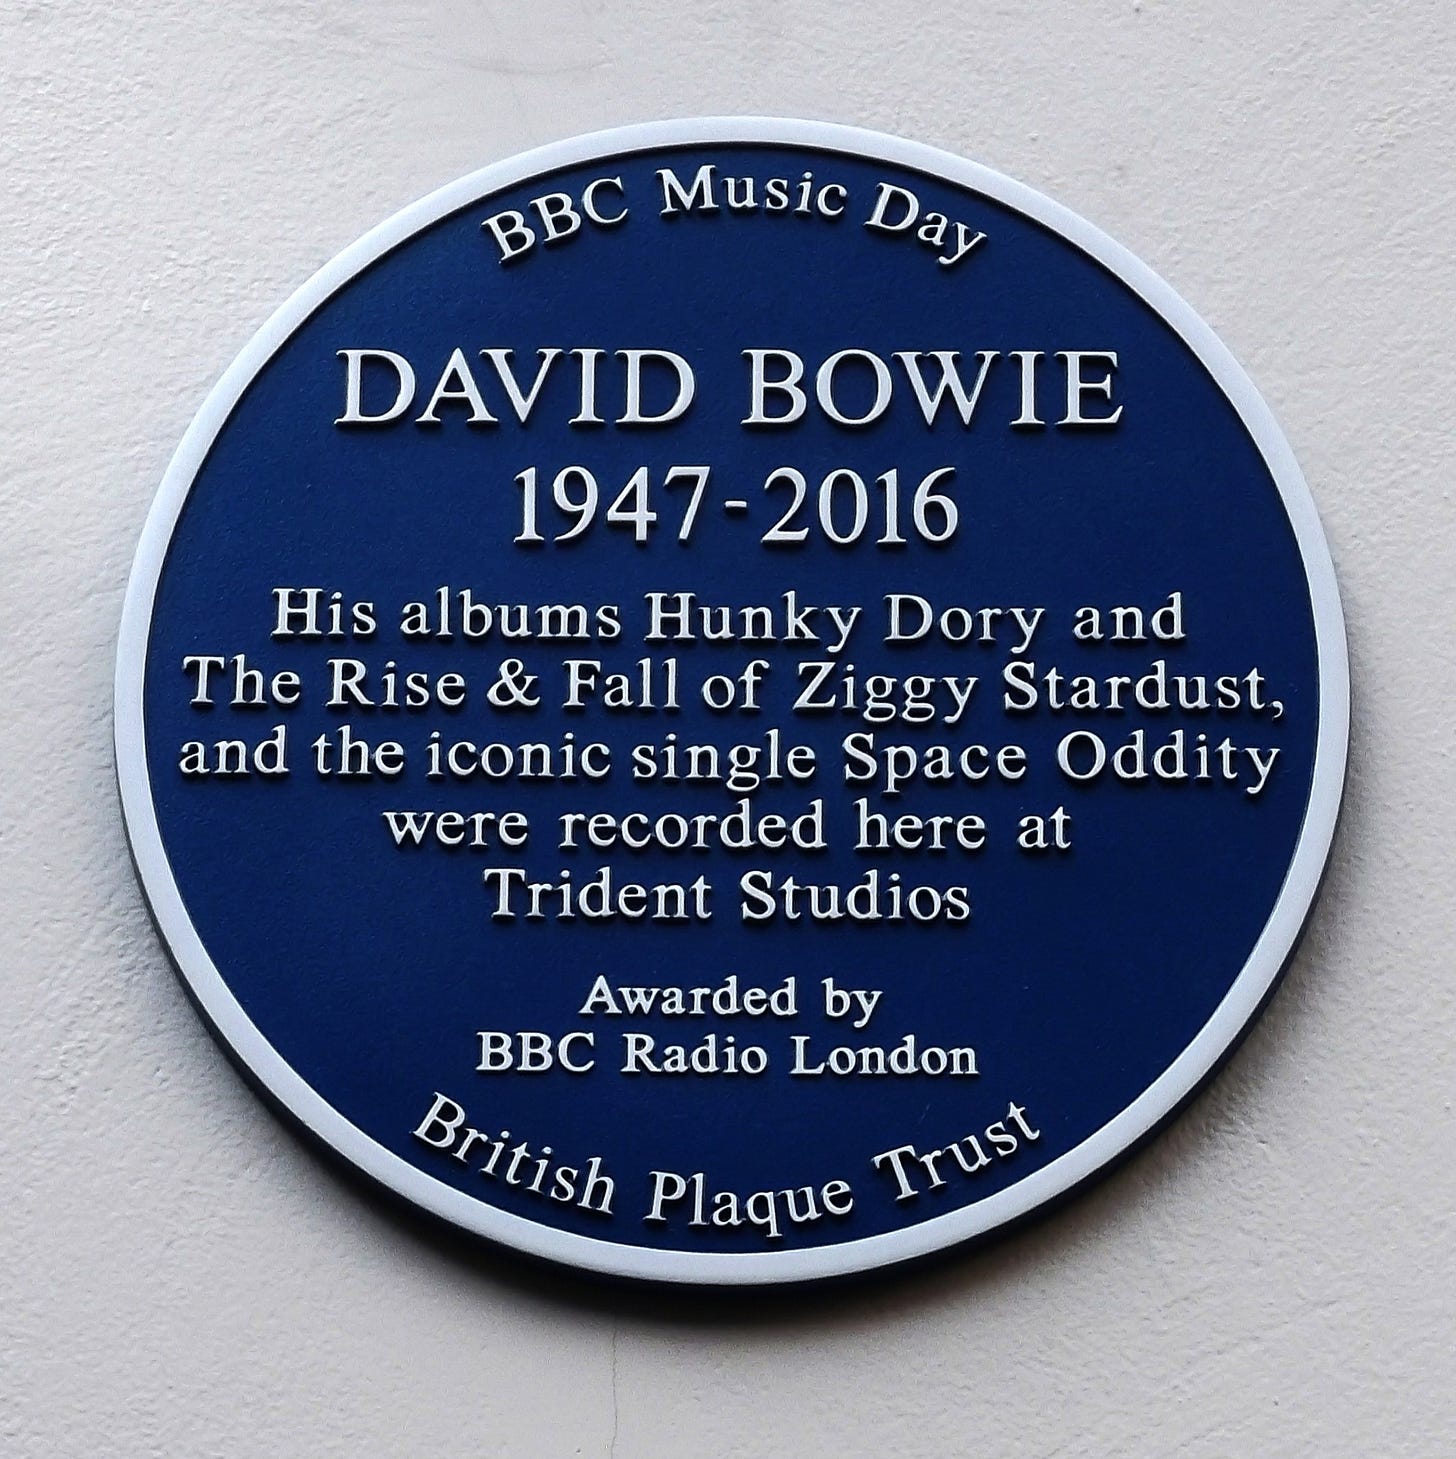 BBC Music Day
DAVID BOWIE
1947-2016
His albums Hunky Dory and
The Rise & Fall of Ziggy Stardust,
and the iconic single Space Oddity
were recorded here at
Trident Studios
Awarded by
BBC Radio London
British Plaque Trust